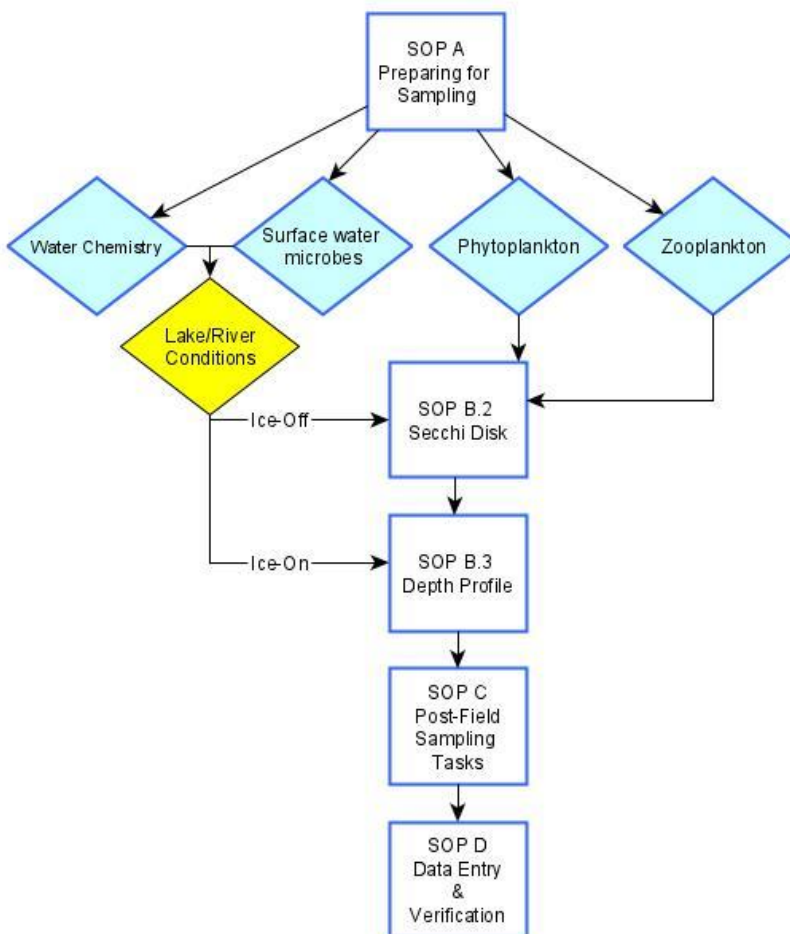 SOP A
Preparing for
Sampling
Water Chemistry
Surface water
microbes
Phytoplankton
Zooplankton
Lake/River
Conditions
Ice-Off
SOP B.2
Secchi Disk
Ice-On
SOP B.3
Depth Profile
SOP C
Post-Field
Sampling
Tasks
SOP D
Data Entry
&
Verification